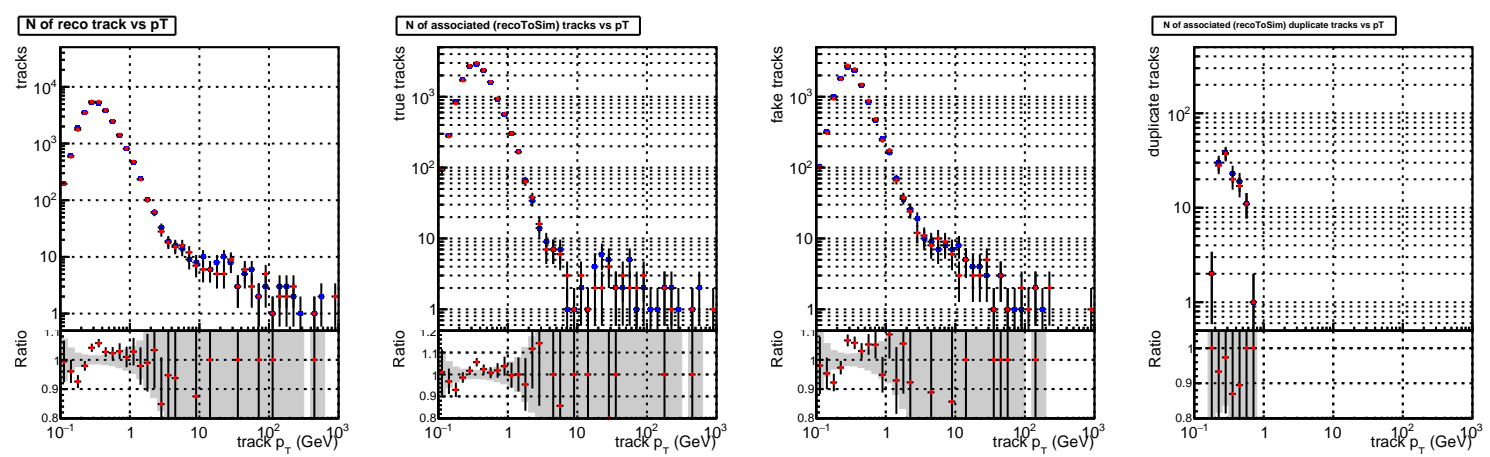 N of reco track vs pT
tracks
10^4
10^3
10^2
10
1
Ratio
1.1
1
0.9
0.8
10^-1 1 10 10^2 10^3
track p_T (GeV)
N of associated (recoToSim) tracks vs pT
true tracks
10^3
10^2
10
1
Ratio
1.2
1.1
1
0.9
0.8
10^-1 1 10 10^2 10^3
track p_T (GeV)
fake tracks
10^3
10^2
10
1
Ratio
1
0.9
0.8
10^-1 1 10 10^2 10^3
track p_T (GeV)
N of associated (recoToSim) duplicate tracks vs pT
duplicate tracks
10^2
10
1
Ratio
1
0.9
0.8
10^-1 1 10 10^2 10^3
track p_T (GeV)